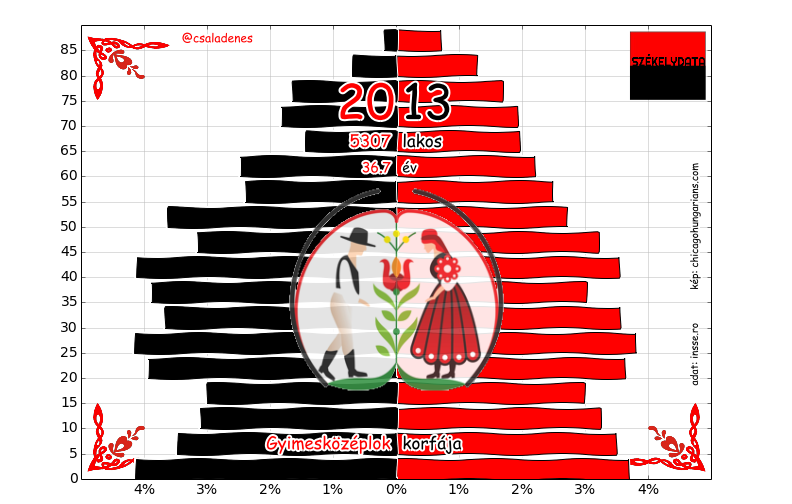 @csaladenes
SZÉKELYDATA
2013
5307 lakos
36.7 év
kép: chicagohungarians.com
adat: insse.ro
Gyimesközéplok korfája
85
80
75
70
65
60
55
50
45
40
35
30
25
20
15
10
5
0
4% 3% 2% 1% 0% 1% 2% 3% 4%